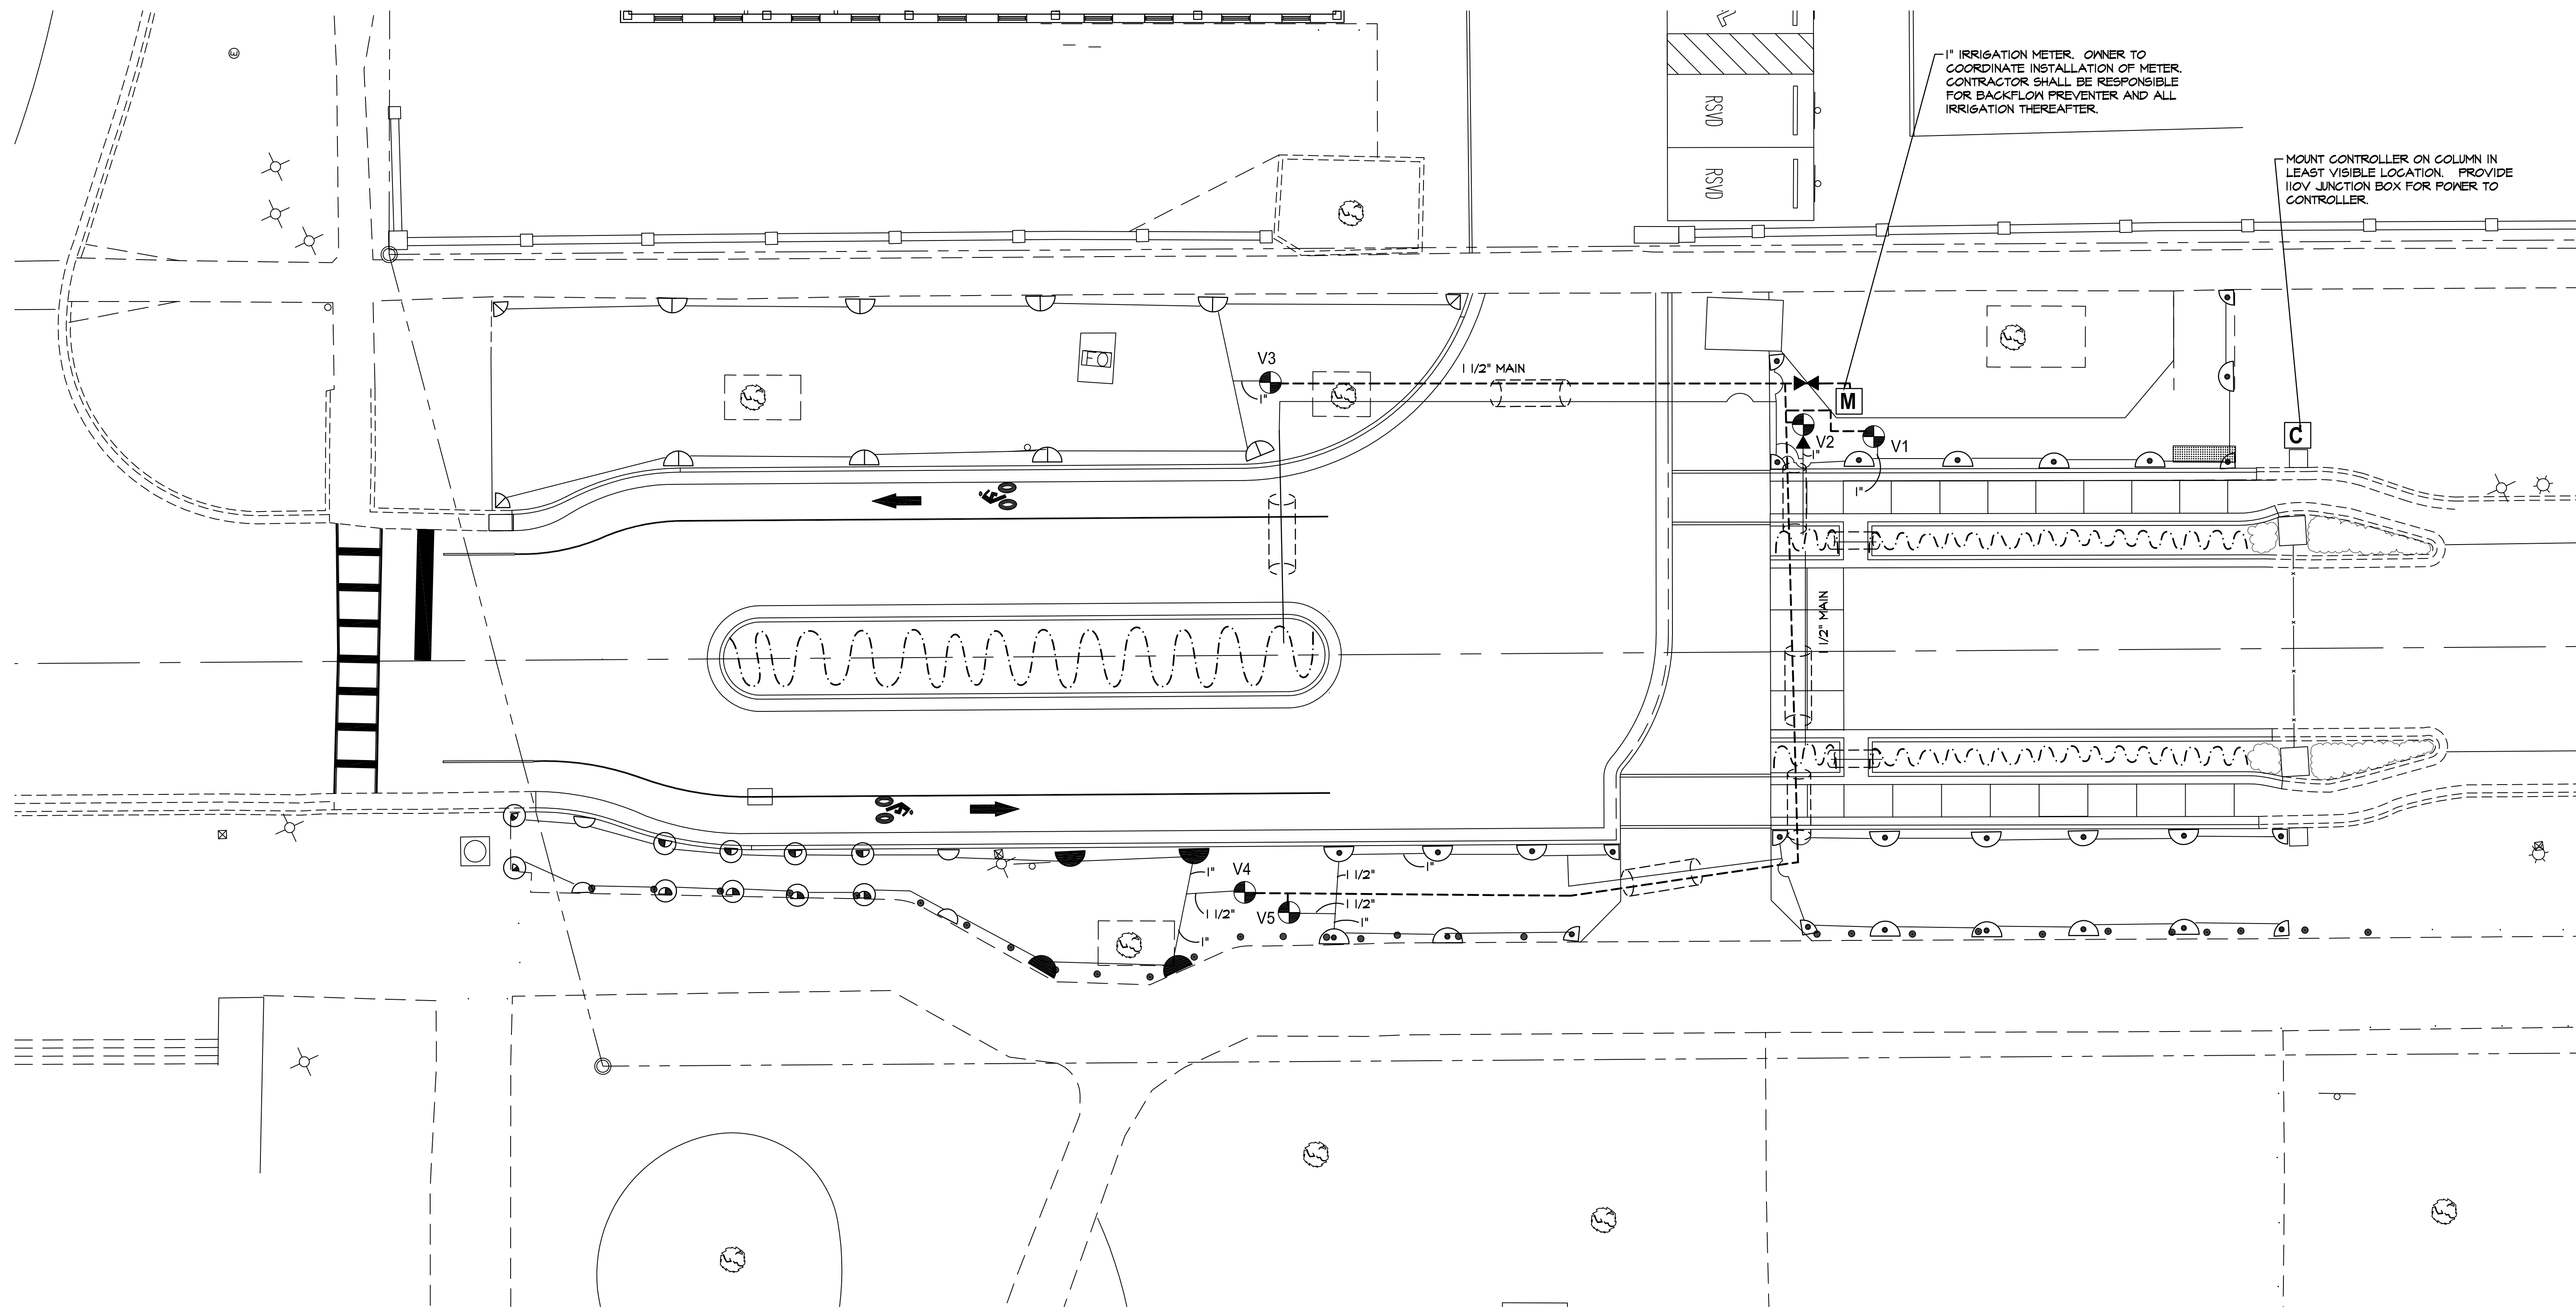 1" IRRIGATION METER. OWNER TO
COORDINATE INSTALLATION OF METER.
CONTRACTOR SHALL BE RESPONSIBLE
FOR BACKFLOW PREVENTER AND ALL
IRRIGATION THEREAFTER.
RSVD
RSVD
MOUNT CONTROLLER ON COLUMN IN
LEAST VISIBLE LOCATION. PROVIDE
110V JUNCTION BOX FOR POWER TO
CONTROLLER.
E
FO
V3
1"
1 1/2" MAIN
M
V2
1"
V1
1"
C
1 1/2" MAIN
V4
1"
1 1/2"
1"
V5
1 1/2"
1 1/2"
1"
1"